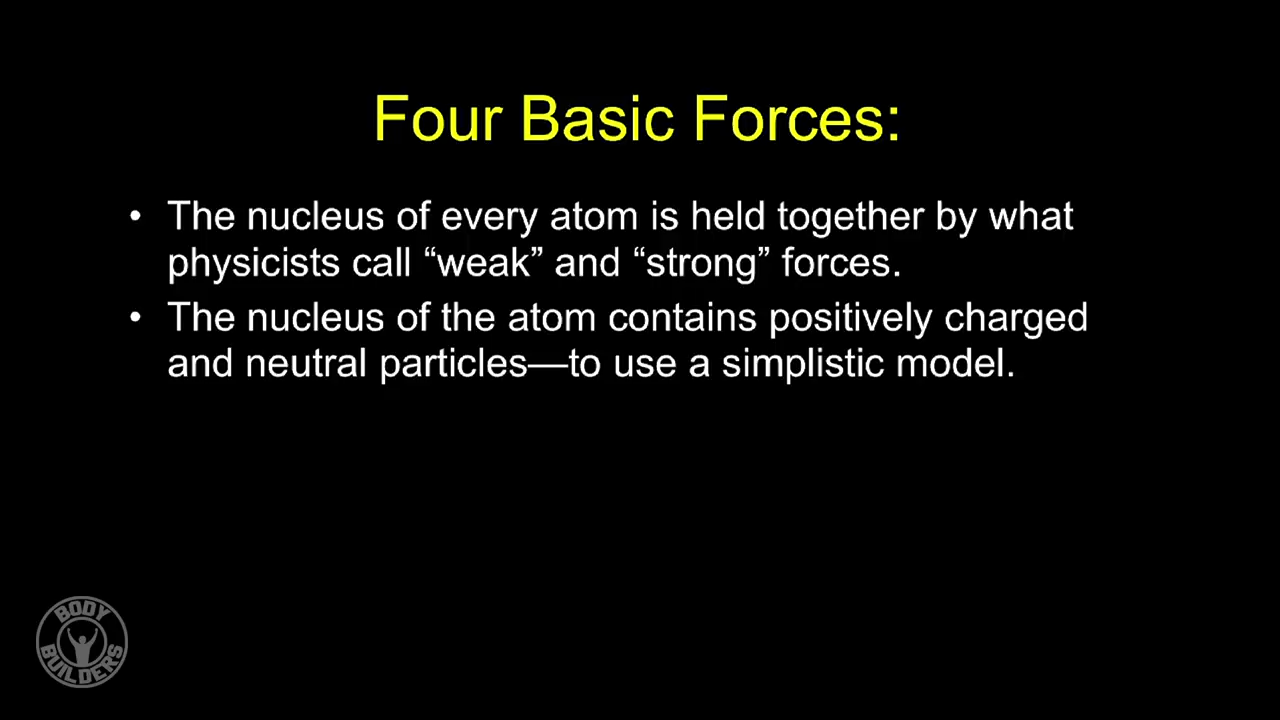 Four Basic Forces:
• The nucleus of every atom is held together by what
physicists call “weak” and “strong” forces.
• The nucleus of the atom contains positively charged
and neutral particles—to use a simplistic model.
BODY
BUILDERS